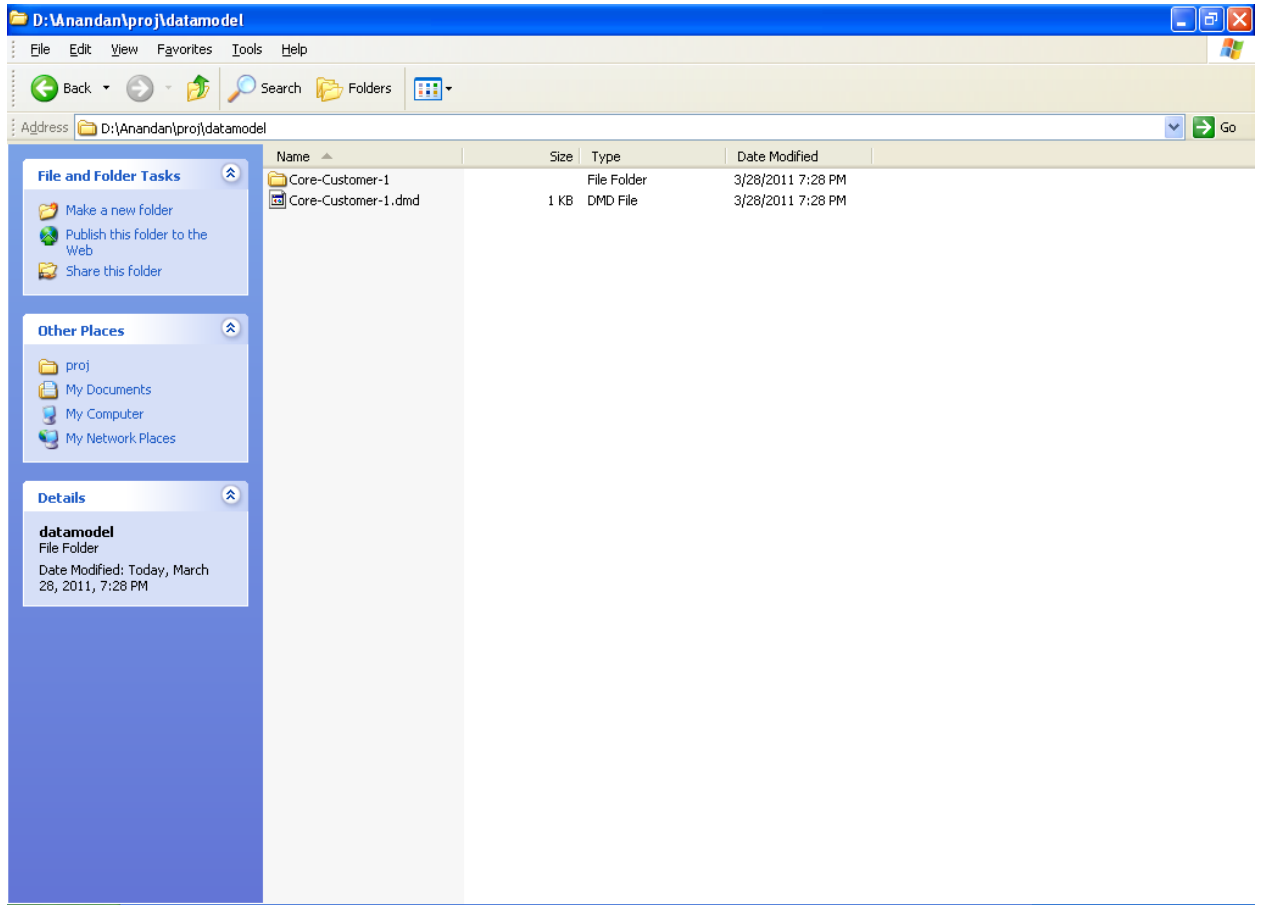 D:\Anandan\proj\datamodel
File Edit View Favorites Tools Help
Back Search Folders
Address D:\Anandan\proj\datamodel Go
Name Size Type Date Modified
Core-Customer-1 File Folder 3/28/2011 7:28 PM
Core-Customer-1.dmd 1 KB DMD File 3/28/2011 7:28 PM
File and Folder Tasks
Make a new folder
Publish this folder to the
Web
Share this folder
Other Places
proj
My Documents
My Computer
My Network Places
Details
datamodel
File Folder
Date Modified: Today, March
28, 2011, 7:28 PM